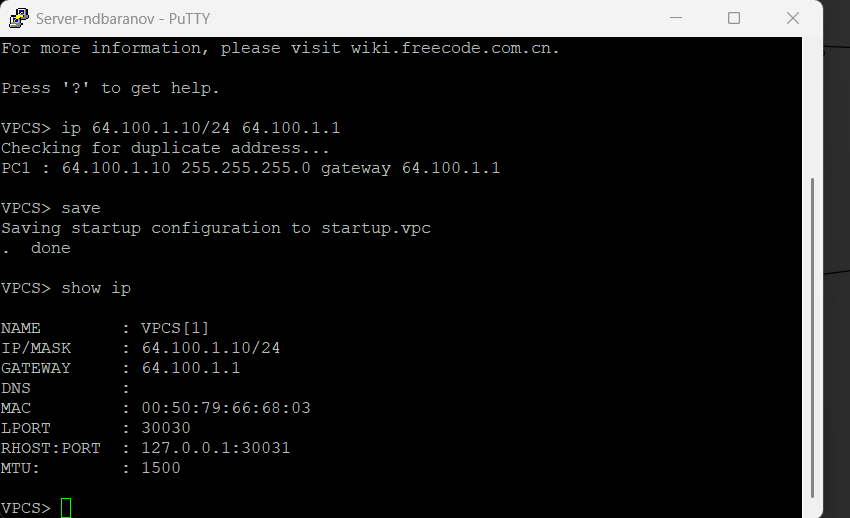 Server-ndbaranov - PuTTY
For more information, please visit wiki.freecode.com.cn.
Press '?' to get help.
VPCS> ip 64.100.1.10/24 64.100.1.1
Checking for duplicate address...
PC1 : 64.100.1.10 255.255.255.0 gateway 64.100.1.1
VPCS> save
Saving startup configuration to startup.vpc
.  done
VPCS> show ip
NAME        : VPCS[1]
IP/MASK     : 64.100.1.10/24
GATEWAY     : 64.100.1.1
DNS         :
MAC         : 00:50:79:66:68:03
LPORT       : 30030
RHOST:PORT  : 127.0.0.1:30031
MTU:        : 1500
VPCS>